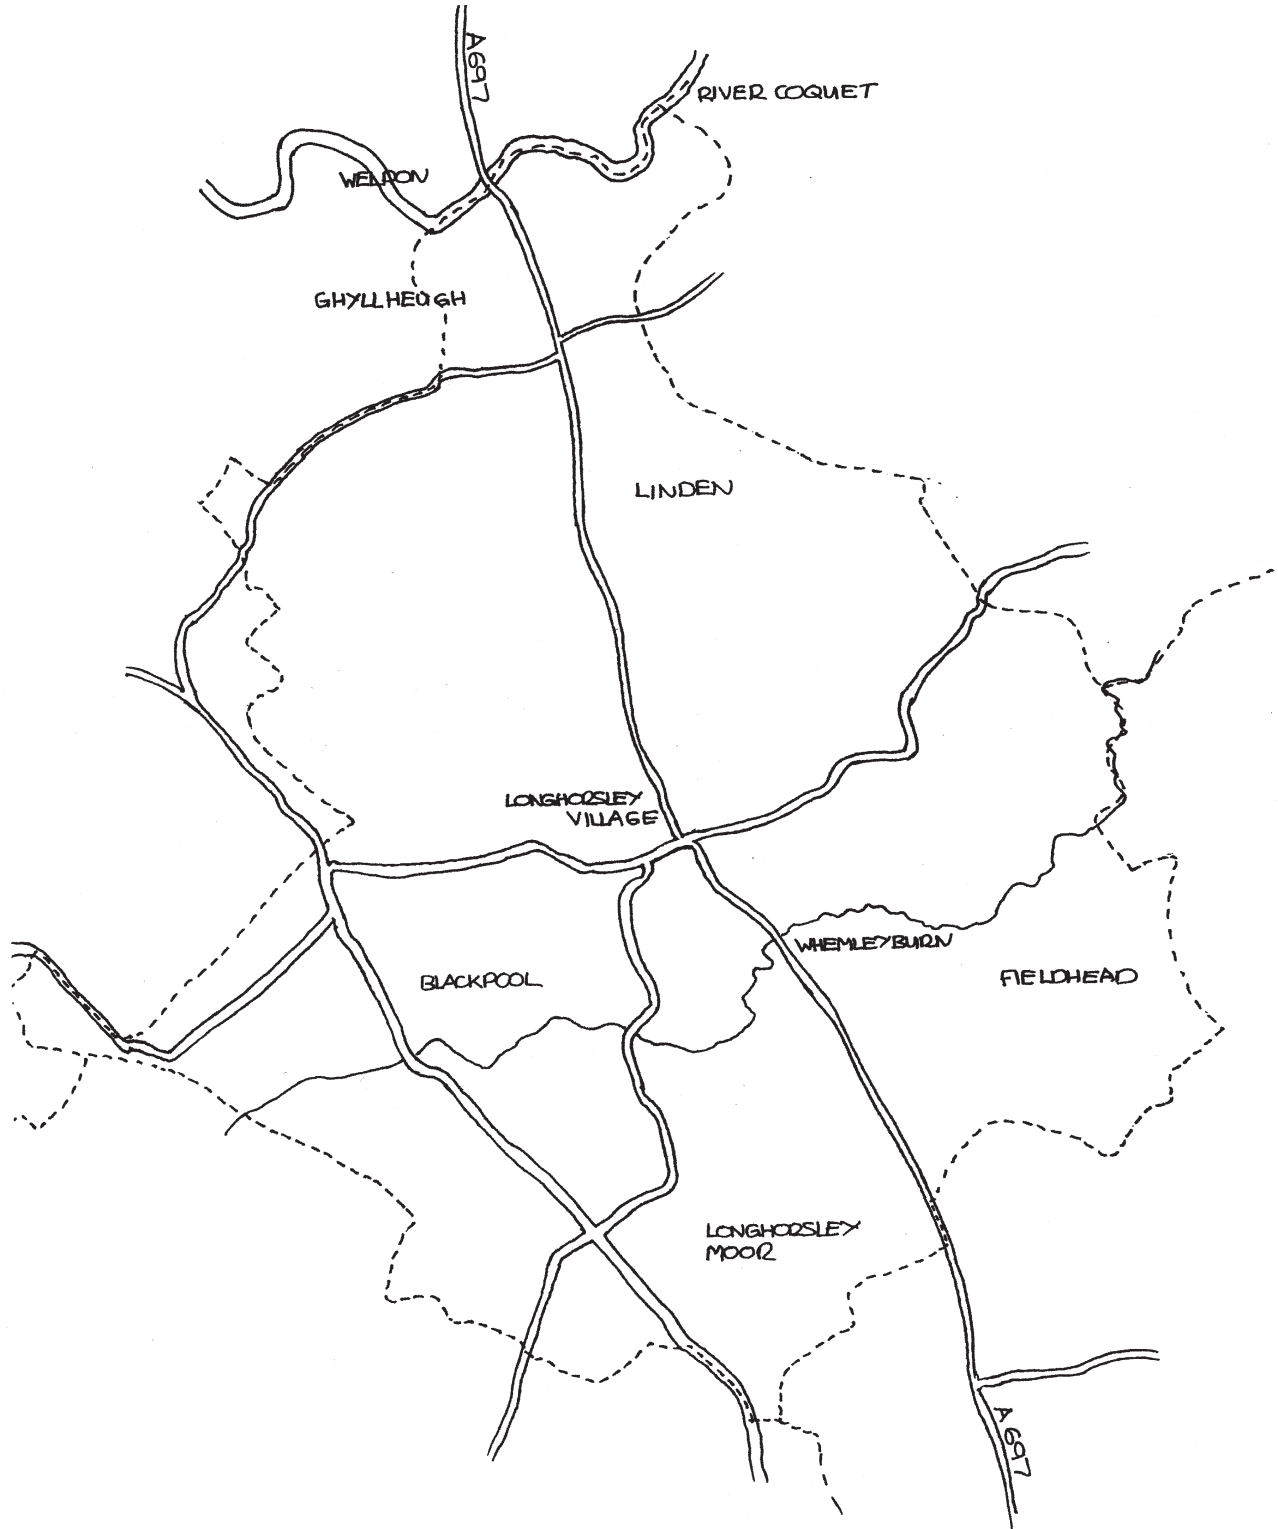 A697
RIVER COQUET
WELDON
GHYLLHEUGH
LINDEN
LONGHORSLEY
VILLAGE
WHEMLEYBURN
BLACKPOOL
FIELDHEAD
LONGHORSLEY
MOOR
A697